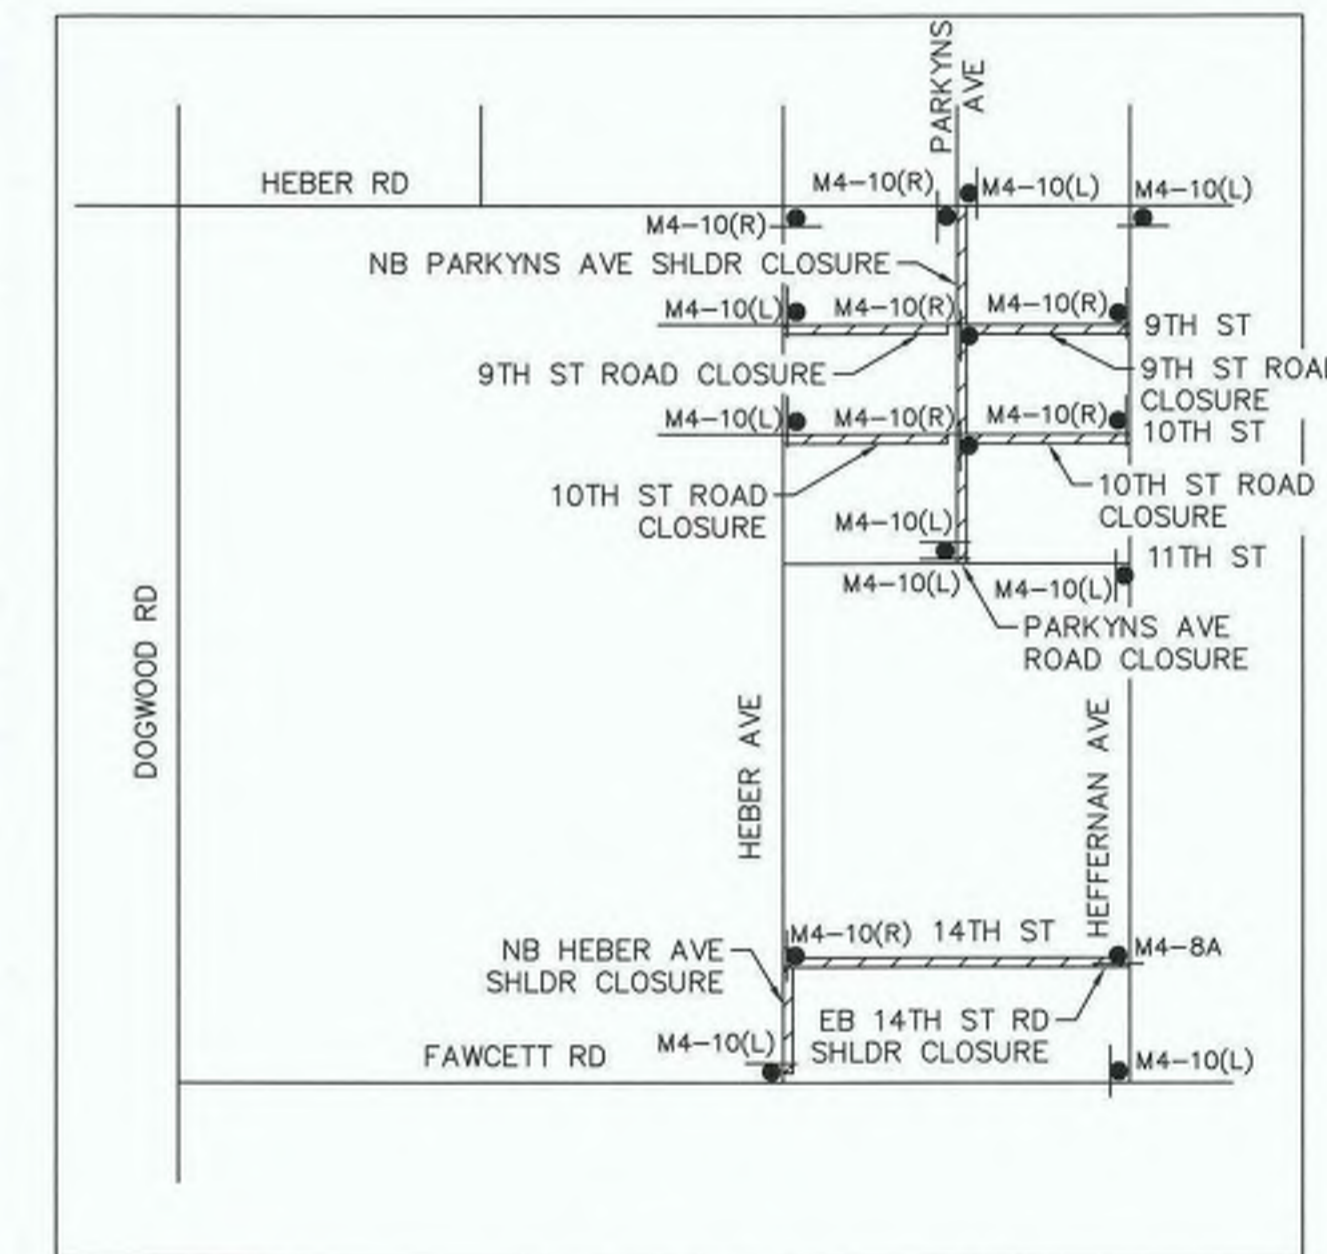 PARKYNS
AVE
HEBER RD
M4-10(R)
M4-10(L)
M4-10(L)
M4-10(R)
NB PARKYNS AVE SHLDR CLOSURE
M4-10(L)
M4-10(R)
M4-10(R)
9TH ST
9TH ST ROAD CLOSURE
9TH ST ROA
CLOSURE
M4-10(L)
M4-10(R)
M4-10(R)
10TH ST
10TH ST ROAD
CLOSURE
10TH ST ROAD
CLOSURE
M4-10(L)
11TH ST
M4-10(L)
M4-10(L)
PARKYNS AVE
ROAD CLOSURE
DOGWOOD RD
HEBER AVE
HEFFERNAN AVE
M4-10(R)
14TH ST
M4-8A
NB HEBER AVE
SHLDR CLOSURE
EB 14TH ST RD
SHLDR CLOSURE
FAWCETT RD
M4-10(L)
M4-10(L)